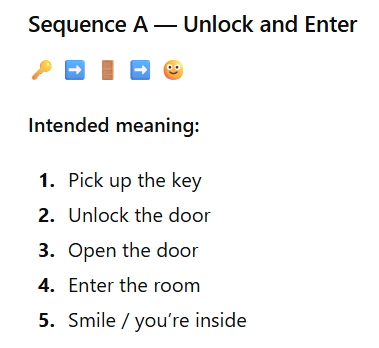 Sequence A — Unlock and Enter
🔑 ➡️ 🚪 ➡️ 🙂
Intended meaning:
1. Pick up the key
2. Unlock the door
3. Open the door
4. Enter the room
5. Smile / you’re inside